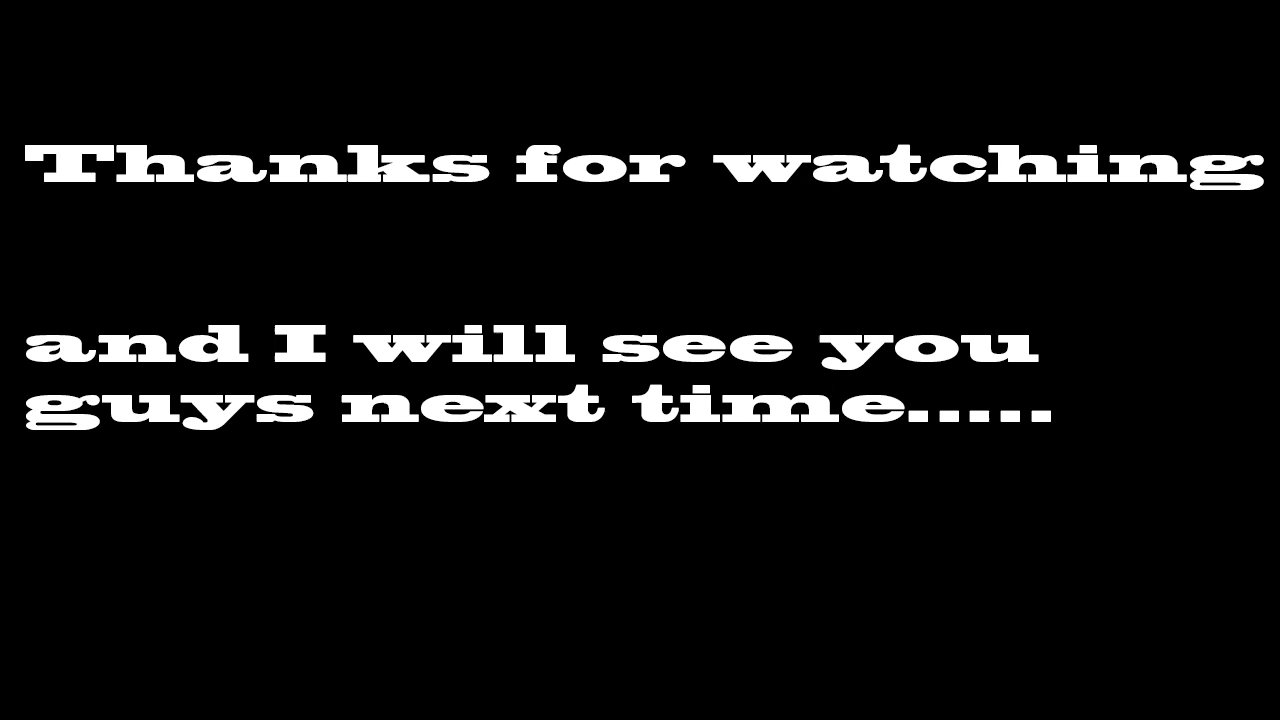 Thanks for watching
and I will see you
guys next time.....